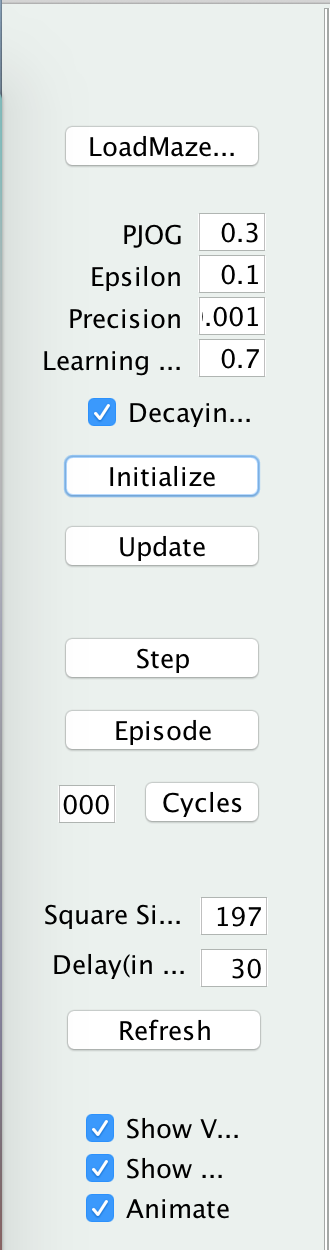 LoadMaze...
PJOG 0.3
Epsilon 0.1
Precision .001
Learning ... 0.7
Decayin...
Initialize
Update
Step
Episode
000 Cycles
Square Si... 197
Delay(in ... 30
Refresh
Show V...
Show ...
Animate